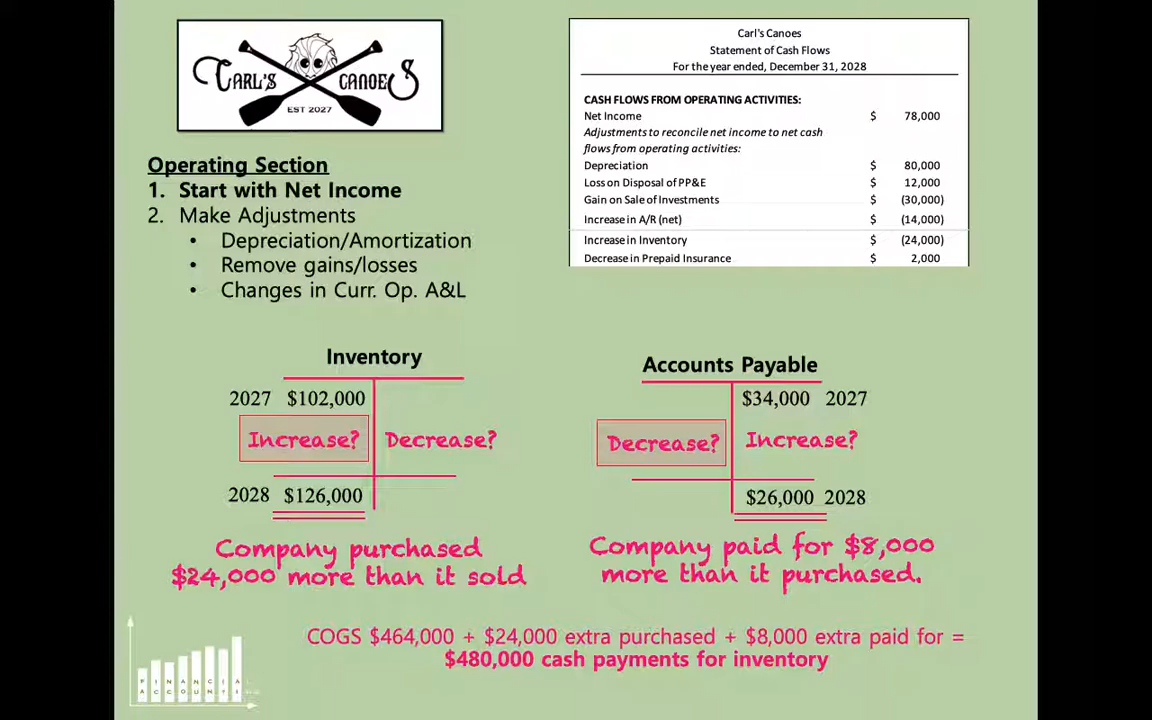 CARL'S CANOES
EST 2027
Carl's Canoes
Statement of Cash Flows
For the year ended, December 31, 2028
CASH FLOWS FROM OPERATING ACTIVITIES:
Net Income $ 78,000
Adjustments to reconcile net income to net cash
flows from operating activities:
Depreciation $ 80,000
Loss on Disposal of PP&E $ 12,000
Gain on Sale of Investments $ (30,000)
Increase in A/R (net) $ (14,000)
Increase in Inventory $ (24,000)
Decrease in Prepaid Insurance $ 2,000
Operating Section
1. Start with Net Income
2. Make Adjustments
• Depreciation/Amortization
• Remove gains/losses
• Changes in Curr. Op. A&L
Inventory
2027 $102,000
Increase? Decrease?
2028 $126,000
Company purchased
$24,000 more than it sold
Accounts Payable
$34,000 2027
Decrease? Increase?
$26,000 2028
Company paid for $8,000
more than it purchased.
COGS $464,000 + $24,000 extra purchased + $8,000 extra paid for =
$480,000 cash payments for inventory
FINANCIAL
ACCOUNTING